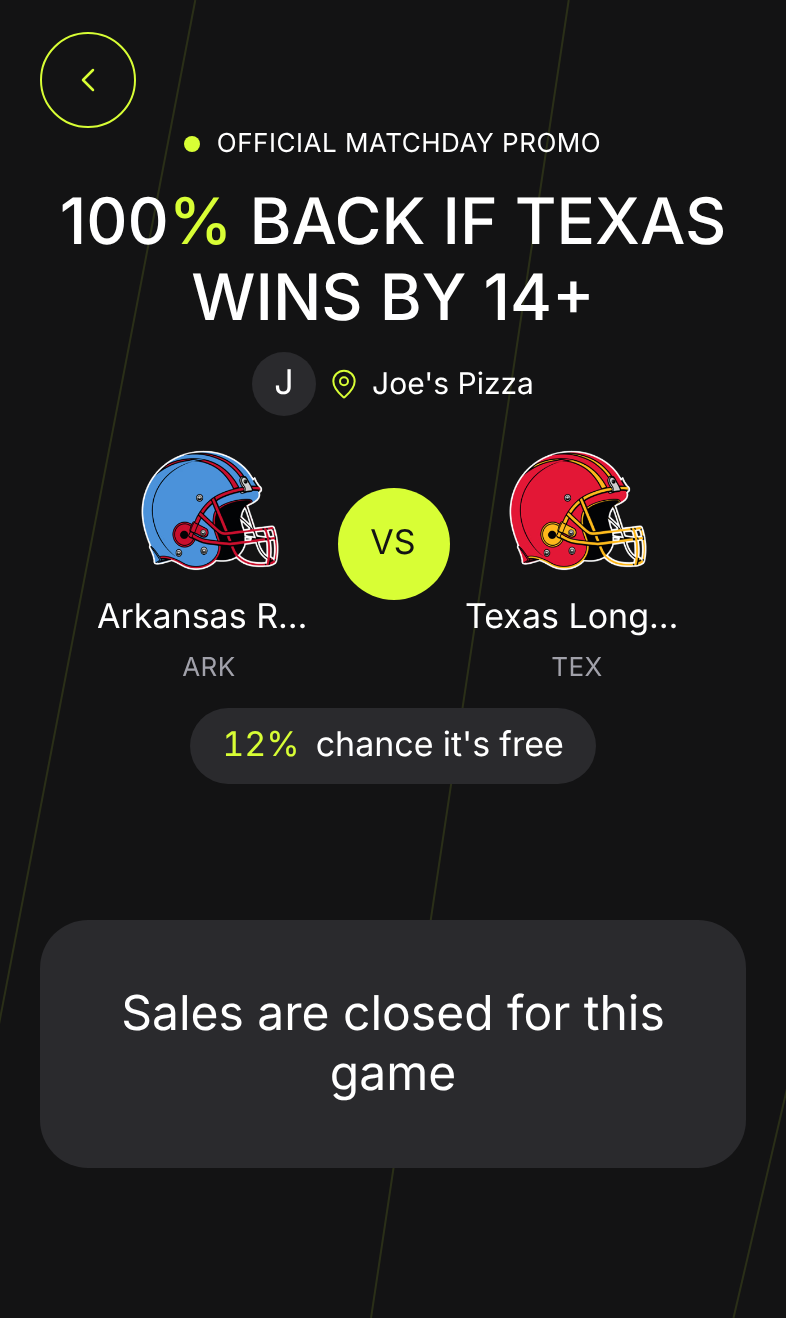 OFFICIAL MATCHDAY PROMO
100% BACK IF TEXAS
WINS BY 14+
J Joe's Pizza
VS
Arkansas R... Texas Long...
ARK TEX
12% chance it's free
Sales are closed for this
game